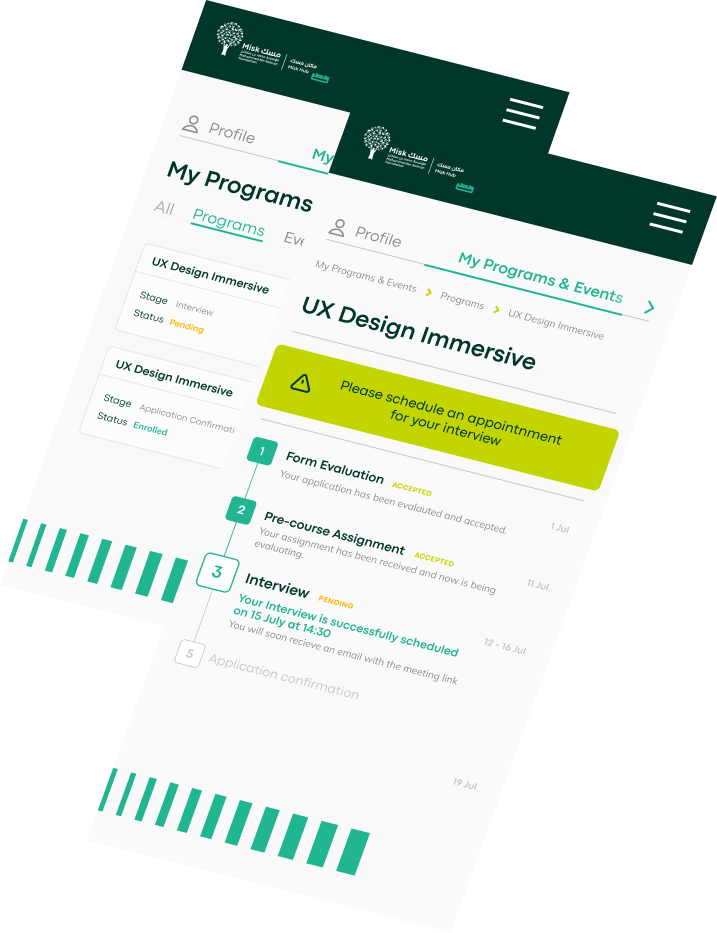 Misk مسك
مكان مسك
Misk Hub
Profile
My
My Programs
All
Programs
Eve
UX Design Immersive
Stage Interview
Status Pending
UX Design Immersive
Stage Application Confirmati
Status Enrolled
Misk مسك
مكان مسك
Misk Hub
Profile
My Programs & Events
My Programs & Events > Programs > UX Design Immersive
UX Design Immersive
Please schedule an appointnment
for your interview
1
Form Evaluation ACCEPTED
Your application has been evalauted and accepted.
1 Jul
2
Pre-course Assignment ACCEPTED
Your assignment has been received and now is being
evaluating.
11 Jul
3
Interview PENDING
Your Interview is successfully scheduled
on 15 July at 14:30
You will soon recieve an email with the meeting link
12 - 16 Jul
5
Application confirmation
19 Jul